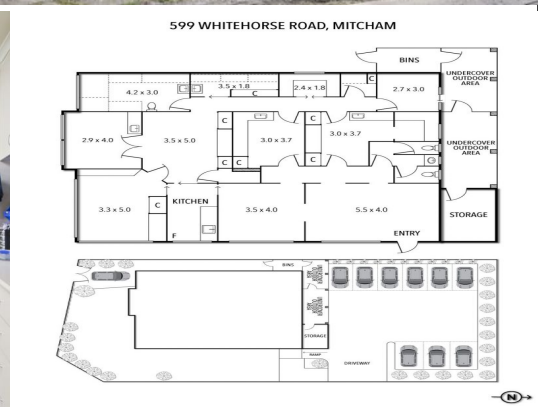 599 WHITEHORSE ROAD, MITCHAM
BINS
UNDERCOVER
OUTDOOR
AREA
4.2 x 3.0
3.5 x 1.8
C
2.4 x 1.8
C
2.7 x 3.0
2.9 x 4.0
3.5 x 5.0
C
3.0 x 3.7
C
3.0 x 3.7
UNDERCOVER
OUTDOOR
AREA
C
C
C
3.3 x 5.0
C
KITCHEN
F
3.5 x 4.0
5.5 x 4.0
ENTRY
STORAGE
BINS
STORAGE
RAMP
DRIVEWAY
N